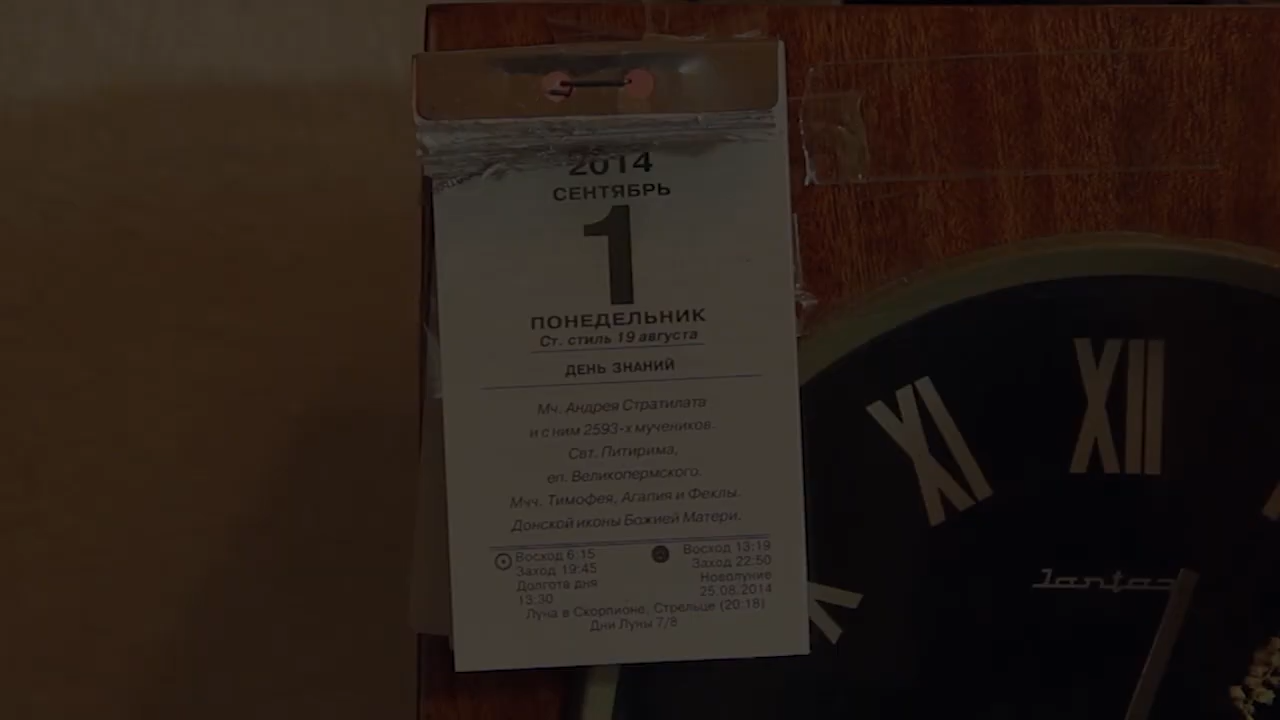 2014
СЕНТЯБРЬ
1
ПОНЕДЕЛЬНИК
Ст. стиль 19 августа
ДЕНЬ ЗНАНИЙ
Мч. Андрея Стратилата
и с ним 2593-х мучеников.
Свт. Питирима,
еп. Великопермского.
Мчч. Тимофея, Агапия и Феклы.
Донской иконы Божией Матери.
Восход 6:15
Заход 19:45
Долгота дня
13:30
Восход 13:19
Заход 22:50
Новолуние
25.08.2014
Луна в Скорпионе, Стрельце (20:18)
Дни Луны 7/8
XI
XII
Jantar